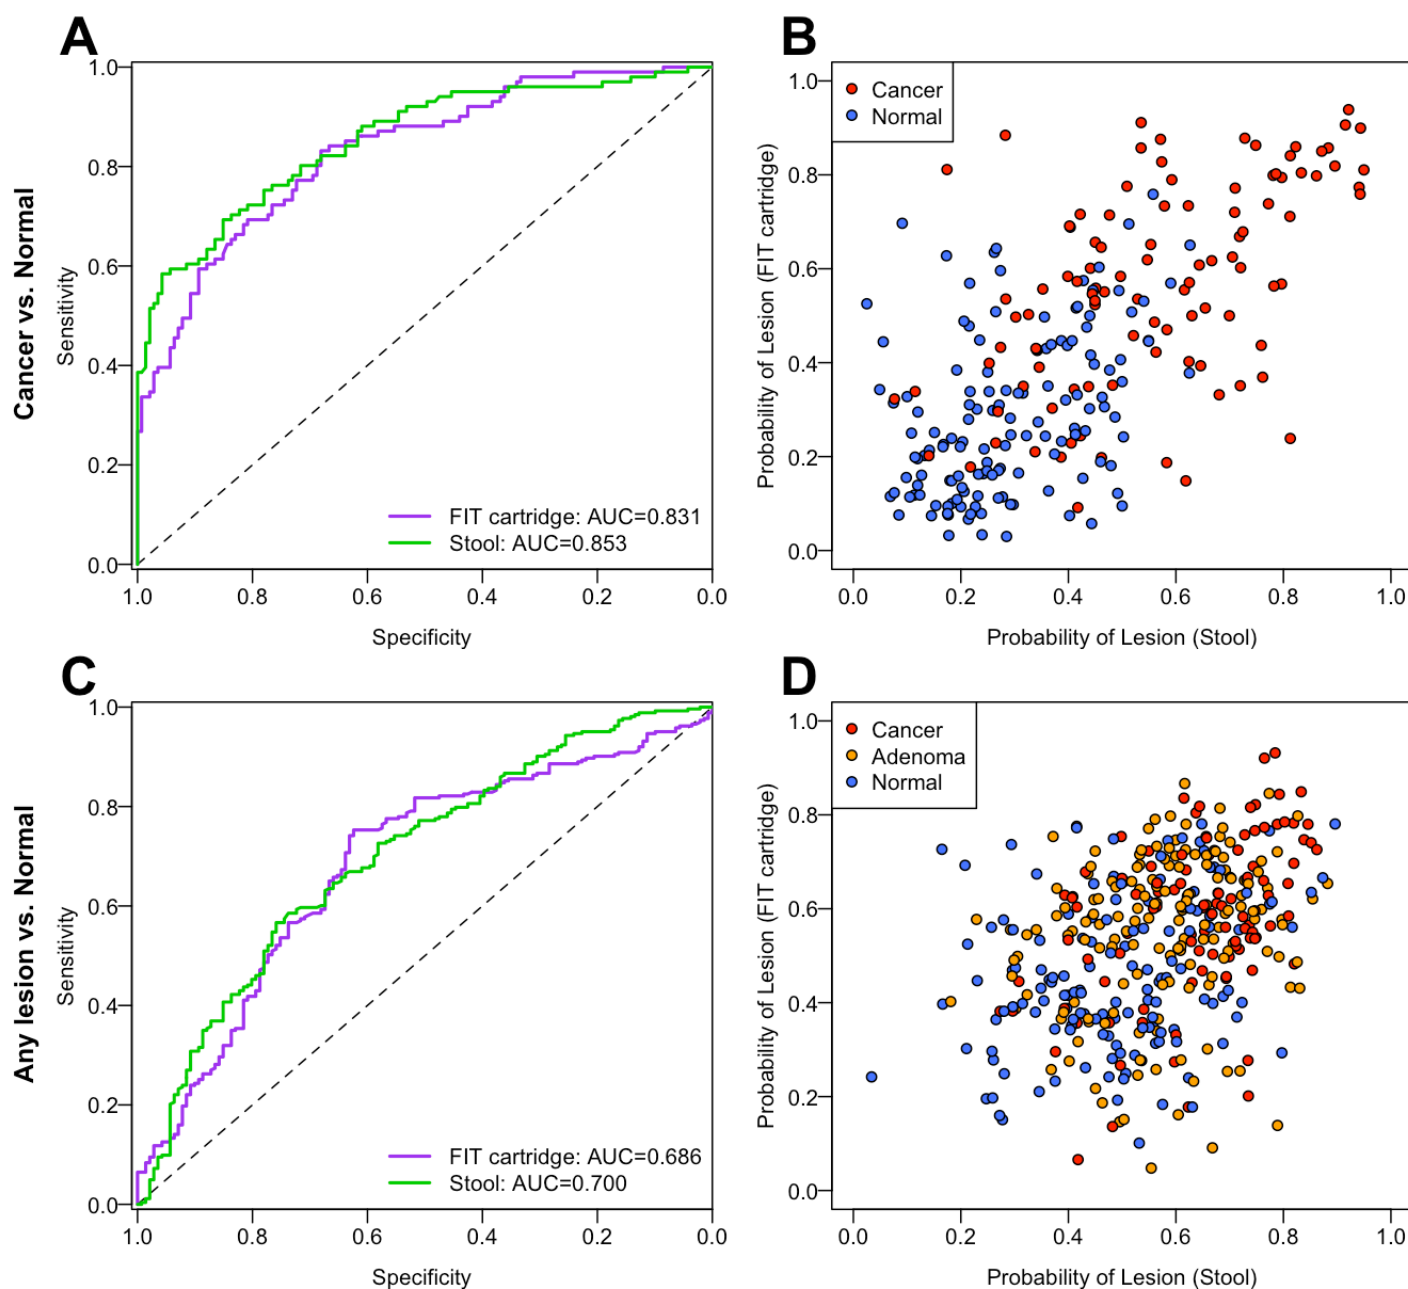 A
Cancer vs. Normal
Sensitivity
1.0
0.8
0.6
0.4
0.2
0.0
FIT cartridge: AUC=0.831
Stool: AUC=0.853
1.0 0.8 0.6 0.4 0.2 0.0
Specificity
B
Probability of Lesion (FIT cartridge)
1.0
0.8
0.6
0.4
0.2
0.0
Cancer
Normal
0.0 0.2 0.4 0.6 0.8 1.0
Probability of Lesion (Stool)
C
Any lesion vs. Normal
Sensitivity
1.0
0.8
0.6
0.4
0.2
0.0
FIT cartridge: AUC=0.686
Stool: AUC=0.700
1.0 0.8 0.6 0.4 0.2 0.0
Specificity
D
Probability of Lesion (FIT cartridge)
1.0
0.8
0.6
0.4
0.2
0.0
Cancer
Adenoma
Normal
0.0 0.2 0.4 0.6 0.8 1.0
Probability of Lesion (Stool)